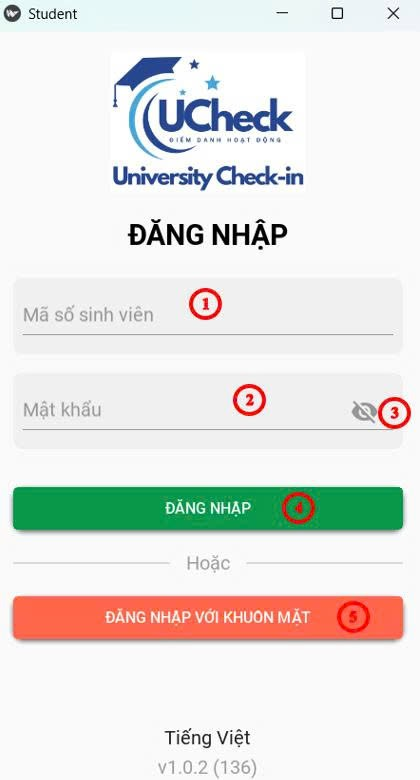 Student
UCheck
ĐIỂM DANH HOẠT ĐỘNG
University Check-in
ĐĂNG NHẬP
Mã số sinh viên
1
Mật khẩu
2
3
ĐĂNG NHẬP
4
Hoặc
ĐĂNG NHẬP VỚI KHUÔN MẶT
5
Tiếng Việt
v1.0.2 (136)